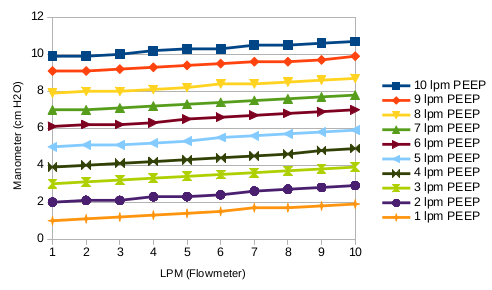 12
10
8
6
4
2
0
Manometer (cm H2O)
1 2 3 4 5 6 7 8 9 10
LPM (Flowmeter)
10 lpm PEEP
9 lpm PEEP
8 lpm PEEP
7 lpm PEEP
6 lpm PEEP
5 lpm PEEP
4 lpm PEEP
3 lpm PEEP
2 lpm PEEP
1 lpm PEEP